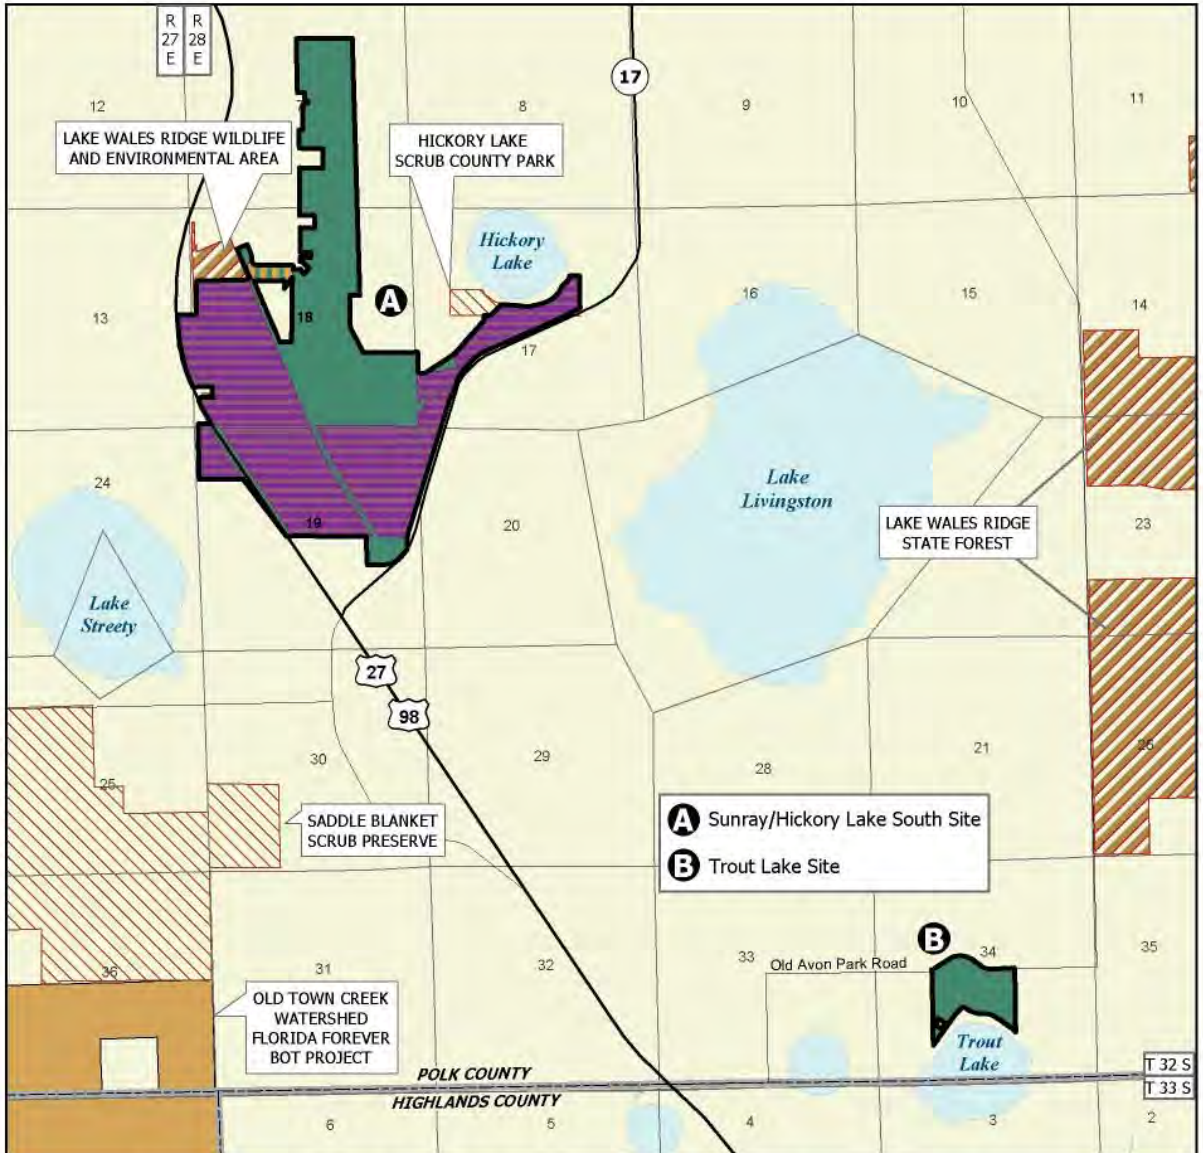 R
27
E
R
28
E
17
12
7
8
9
10
11
LAKE WALES RIDGE WILDLIFE
AND ENVIRONMENTAL AREA
HICKORY LAKE
SCRUB COUNTY PARK
Hickory
Lake
A
13
18
17
16
15
14
24
19
20
Lake
Livingston
LAKE WALES RIDGE
STATE FOREST
23
Lake
Streety
27
98
25
30
29
28
21
26
SADDLE BLANKET
SCRUB PRESERVE
A Sunray/Hickory Lake South Site
B Trout Lake Site
36
31
32
33
Old Avon Park Road
B
34
35
OLD TOWN CREEK
WATERSHED
FLORIDA FOREVER
BOT PROJECT
Trout
Lake
POLK COUNTY
HIGHLANDS COUNTY
T 32 S
T 33 S
6
5
4
3
2